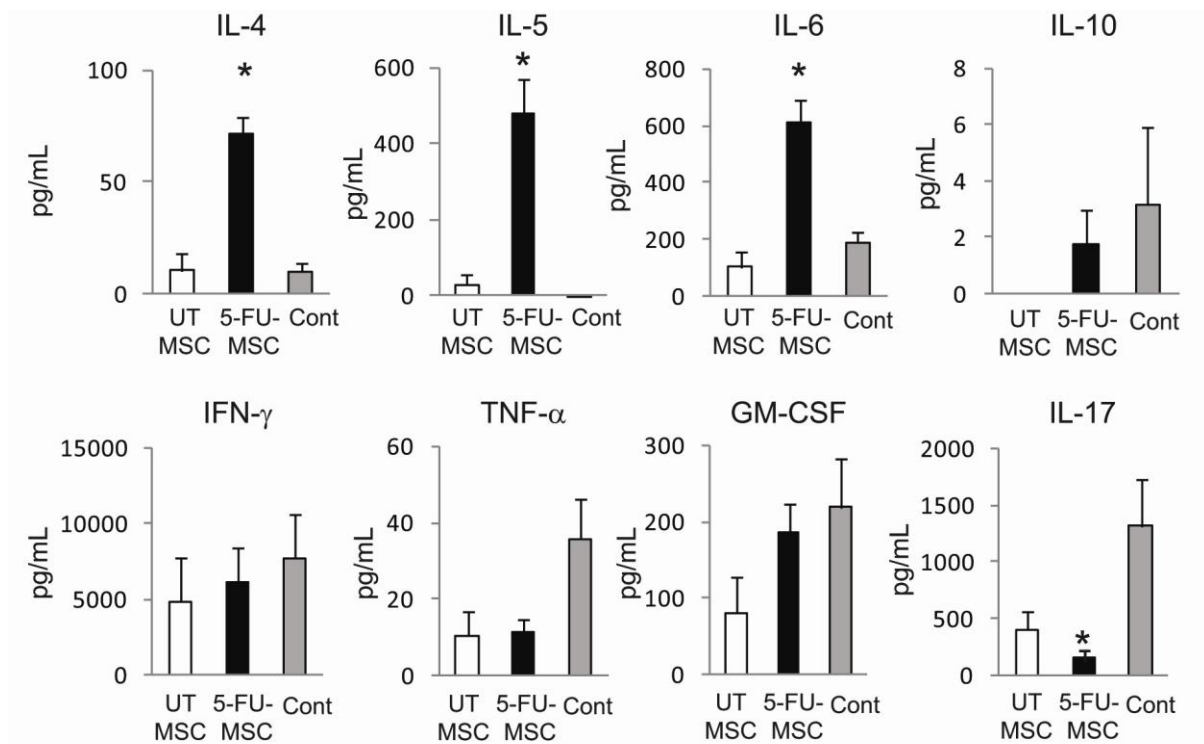 IL-4
IL-5
IL-6
IL-10
pg/mL
100
50
0
*
UT MSC
5-FU-MSC
Cont
pg/mL
600
400
200
0
*
UT MSC
5-FU-MSC
Cont
pg/mL
800
600
400
200
0
*
UT MSC
5-FU-MSC
Cont
pg/mL
8
6
4
2
0
UT MSC
5-FU-MSC
Cont
IFN-γ
TNF-α
GM-CSF
IL-17
pg/mL
15000
10000
5000
0
UT MSC
5-FU-MSC
Cont
pg/mL
60
40
20
0
UT MSC
5-FU-MSC
Cont
pg/mL
300
200
100
0
UT MSC
5-FU-MSC
Cont
pg/mL
2000
1500
1000
500
0
*
UT MSC
5-FU-MSC
Cont